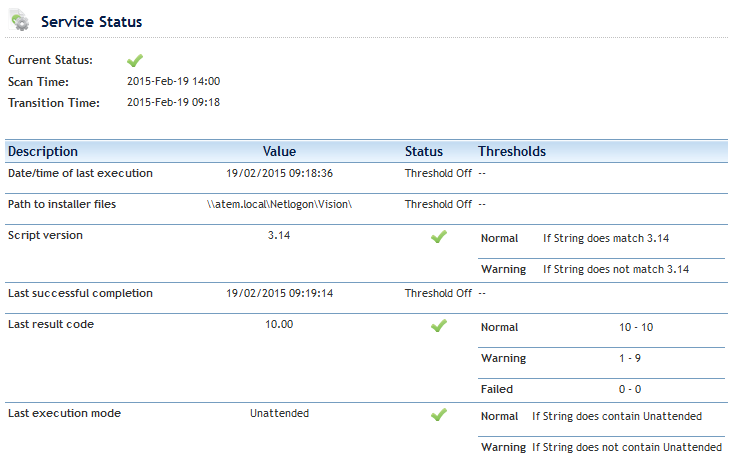 Service Status
Current Status:
Scan Time: 2015-Feb-19 14:00
Transition Time: 2015-Feb-19 09:18
Description Value Status Thresholds
Date/time of last execution 19/02/2015 09:18:36 Threshold Off --
Path to installer files \\atem.local\Netlogon\Vision\ Threshold Off --
Script version 3.14 Normal If String does match 3.14
Warning If String does not match 3.14
Last successful completion 19/02/2015 09:19:14 Threshold Off --
Last result code 10.00 Normal 10 - 10
Warning 1 - 9
Failed 0 - 0
Last execution mode Unattended Normal If String does contain Unattended
Warning If String does not contain Unattended